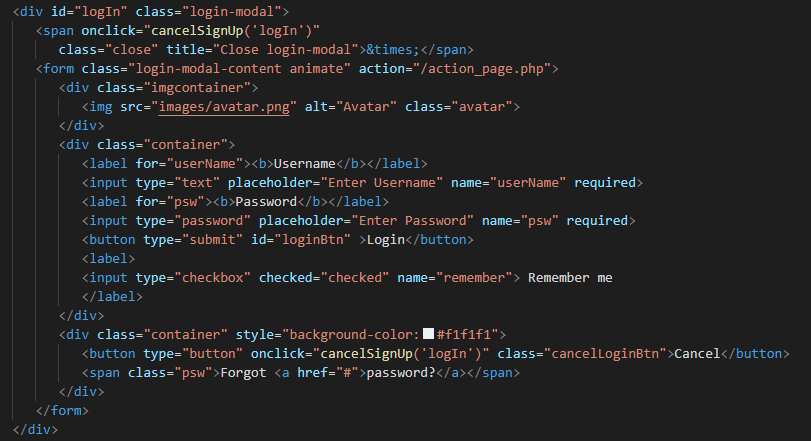 <div id="logIn" class="login-modal">
<span onclick="cancelSignUp('logIn')"
class="close" title="Close login-modal">&times;</span>
<form class="login-modal-content animate" action="/action_page.php">
<div class="imgcontainer">
<img src="images/avatar.png" alt="Avatar" class="avatar">
</div>
<div class="container">
<label for="userName"><b>Username</b></label>
<input type="text" placeholder="Enter Username" name="userName" required>
<label for="psw"><b>Password</b></label>
<input type="password" placeholder="Enter Password" name="psw" required>
<button type="submit" id="loginBtn" >Login</button>
<label>
<input type="checkbox" checked="checked" name="remember"> Remember me
</label>
</div>
<div class="container" style="background-color:#f1f1f1">
<button type="button" onclick="cancelSignUp('logIn')" class="cancelLoginBtn">Cancel</button>
<span class="psw">Forgot <a href="#">password?</a></span>
</div>
</form>
</div>